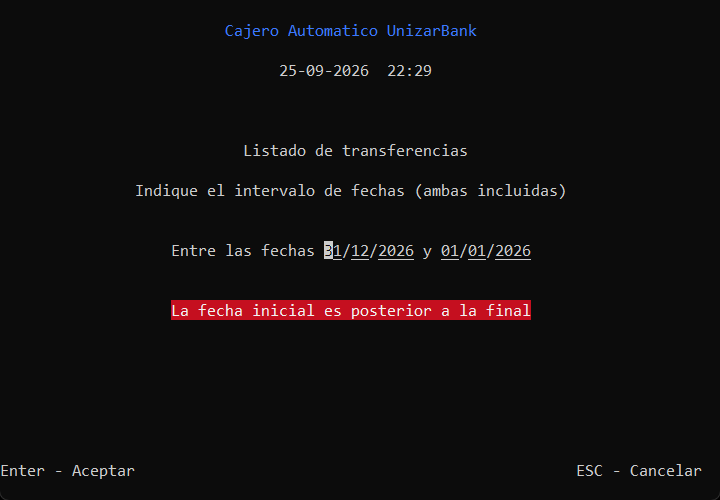 Cajero Automatico UnizarBank
25-09-2026 22:29
Listado de transferencias
Indique el intervalo de fechas (ambas incluidas)
Entre las fechas 31/12/2026 y 01/01/2026
La fecha inicial es posterior a la final
Enter - Aceptar ESC - Cancelar